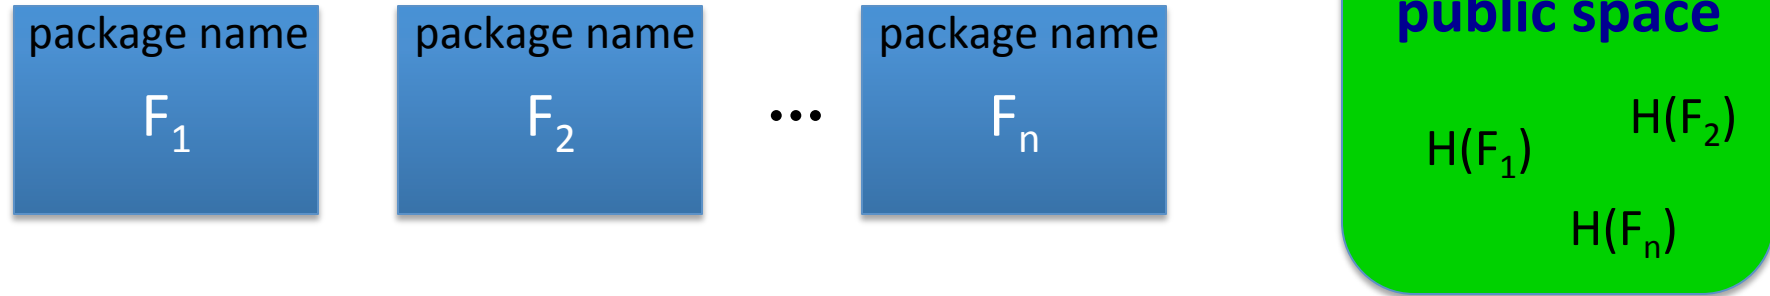 package name
F₁
package name
F₂
...
package name
Fₙ
public space
H(F₁)
H(F₂)
H(Fₙ)